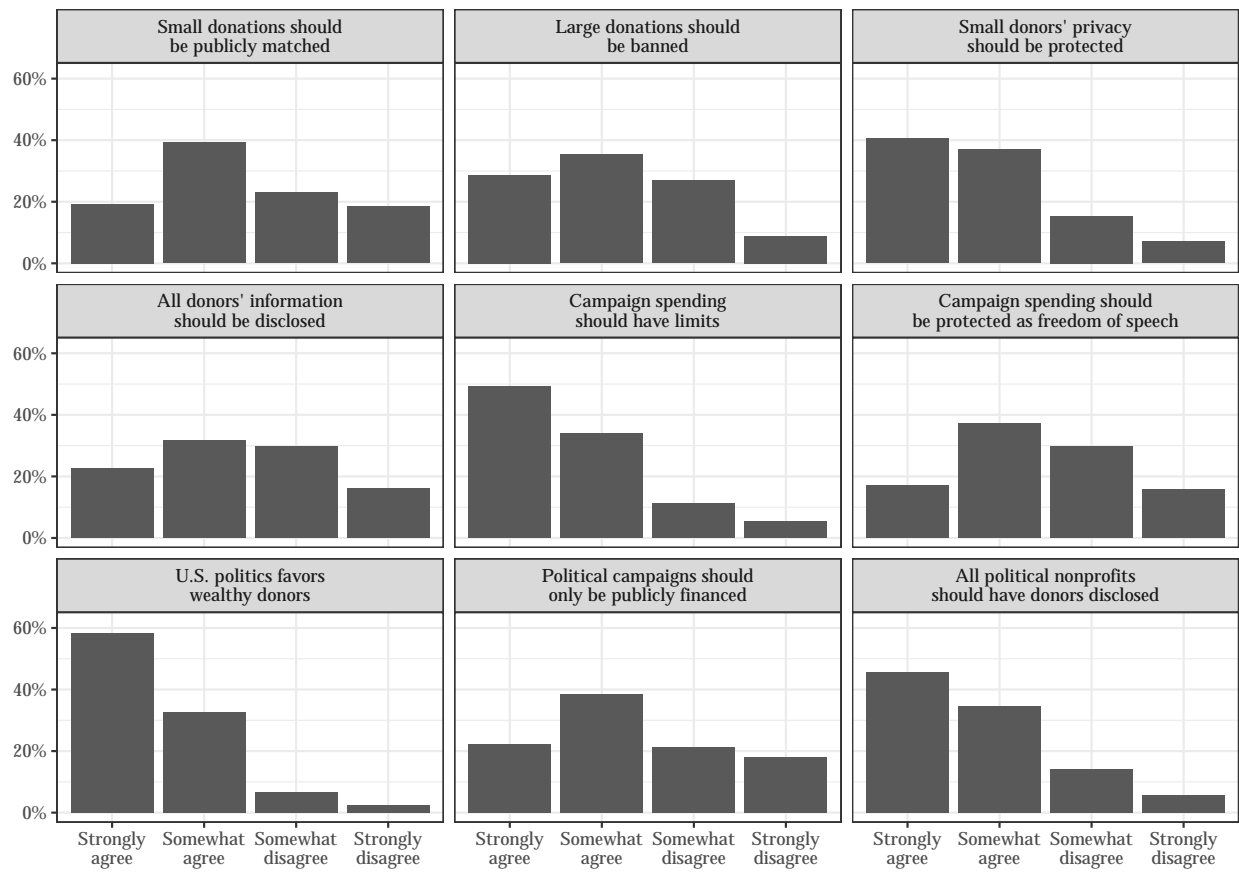 Small donations should
be publicly matched
Large donations should
be banned
Small donors' privacy
should be protected
60%
40%
20%
0%
All donors' information
should be disclosed
Campaign spending
should have limits
Campaign spending should
be protected as freedom of speech
60%
40%
20%
0%
U.S. politics favors
wealthy donors
Political campaigns should
only be publicly financed
All political nonprofits
should have donors disclosed
60%
40%
20%
0%
Strongly
agree
Somewhat
agree
Somewhat
disagree
Strongly
disagree
Strongly
agree
Somewhat
agree
Somewhat
disagree
Strongly
disagree
Strongly
agree
Somewhat
agree
Somewhat
disagree
Strongly
disagree